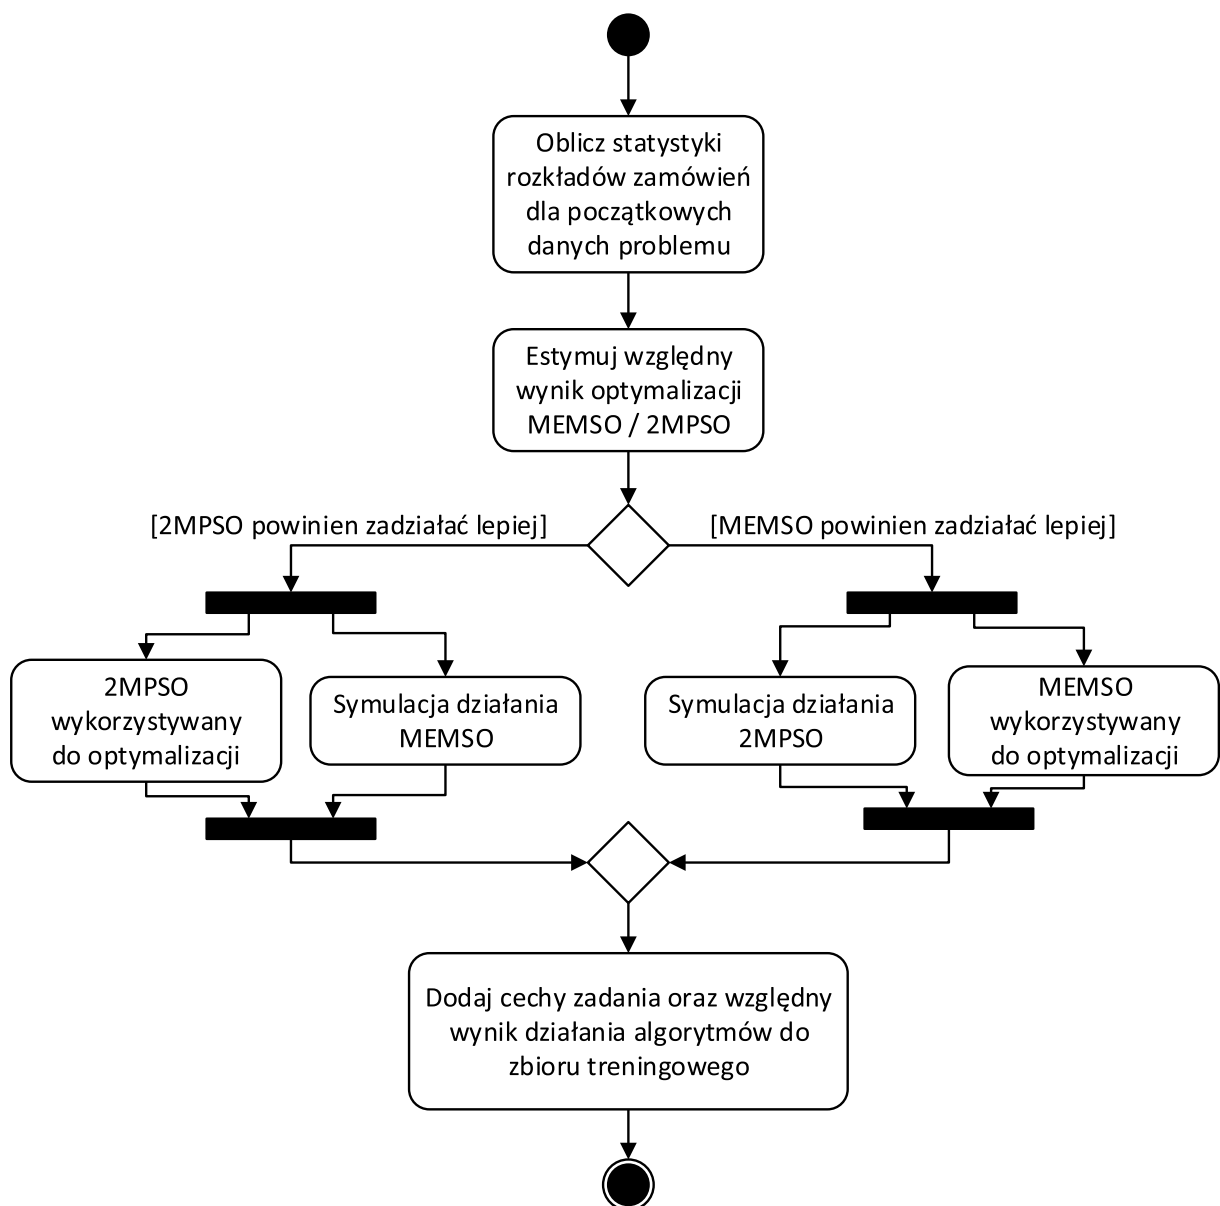 Oblicz statystyki
rozkładów zamówień
dla początkowych
danych problemu
Estymuj względny
wynik optymalizacji
MEMSO / 2MPSO
[2MPSO powinien zadziałać lepiej]
[MEMSO powinien zadziałać lepiej]
2MPSO
wykorzystywany
do optymalizacji
Symulacja działania
MEMSO
Symulacja działania
2MPSO
MEMSO
wykorzystywany
do optymalizacji
Dodaj cechy zadania oraz względny
wynik działania algorytmów do
zbioru treningowego